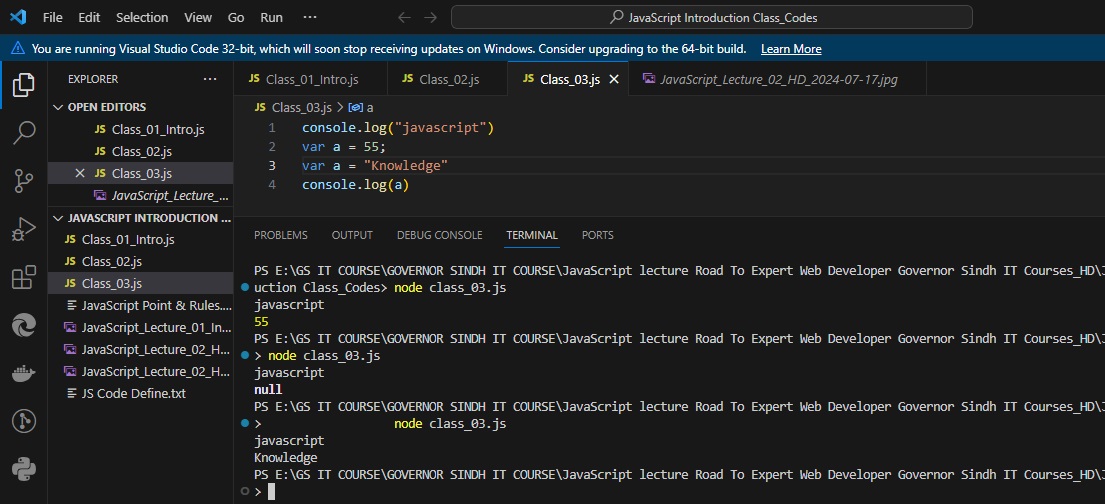 File Edit Selection View Go Run ··· JavaScript Introduction Class_Codes
You are running Visual Studio Code 32-bit, which will soon stop receiving updates on Windows. Consider upgrading to the 64-bit build. Learn More
EXPLORER ···
OPEN EDITORS
JS Class_01_Intro.js
JS Class_02.js
JS Class_03.js
JavaScript_Lecture_...
JAVASCRIPT INTRODUCTION ...
JS Class_01_Intro.js
JS Class_02.js
JS Class_03.js
JavaScript Point & Rules....
JavaScript_Lecture_01_In...
JavaScript_Lecture_02_H...
JavaScript_Lecture_02_H...
JS Code Define.txt
JS Class_01_Intro.js JS Class_02.js JS Class_03.js JavaScript_Lecture_02_HD_2024-07-17.jpg
JS Class_03.js > a
1 console.log("javascript")
2 var a = 55;
3 var a = "Knowledge"
4 console.log(a)
PROBLEMS OUTPUT DEBUG CONSOLE TERMINAL PORTS
PS E:\GS IT COURSE\GOVERNOR SINDH IT COURSE\JavaScript lecture Road To Expert Web Developer Governor Sindh IT Courses_HD\J
uction Class_Codes> node class_03.js
javascript
55
PS E:\GS IT COURSE\GOVERNOR SINDH IT COURSE\JavaScript lecture Road To Expert Web Developer Governor Sindh IT Courses_HD\J
> node class_03.js
javascript
null
PS E:\GS IT COURSE\GOVERNOR SINDH IT COURSE\JavaScript lecture Road To Expert Web Developer Governor Sindh IT Courses_HD\J
> node class_03.js
javascript
Knowledge
PS E:\GS IT COURSE\GOVERNOR SINDH IT COURSE\JavaScript lecture Road To Expert Web Developer Governor Sindh IT Courses_HD\J
>